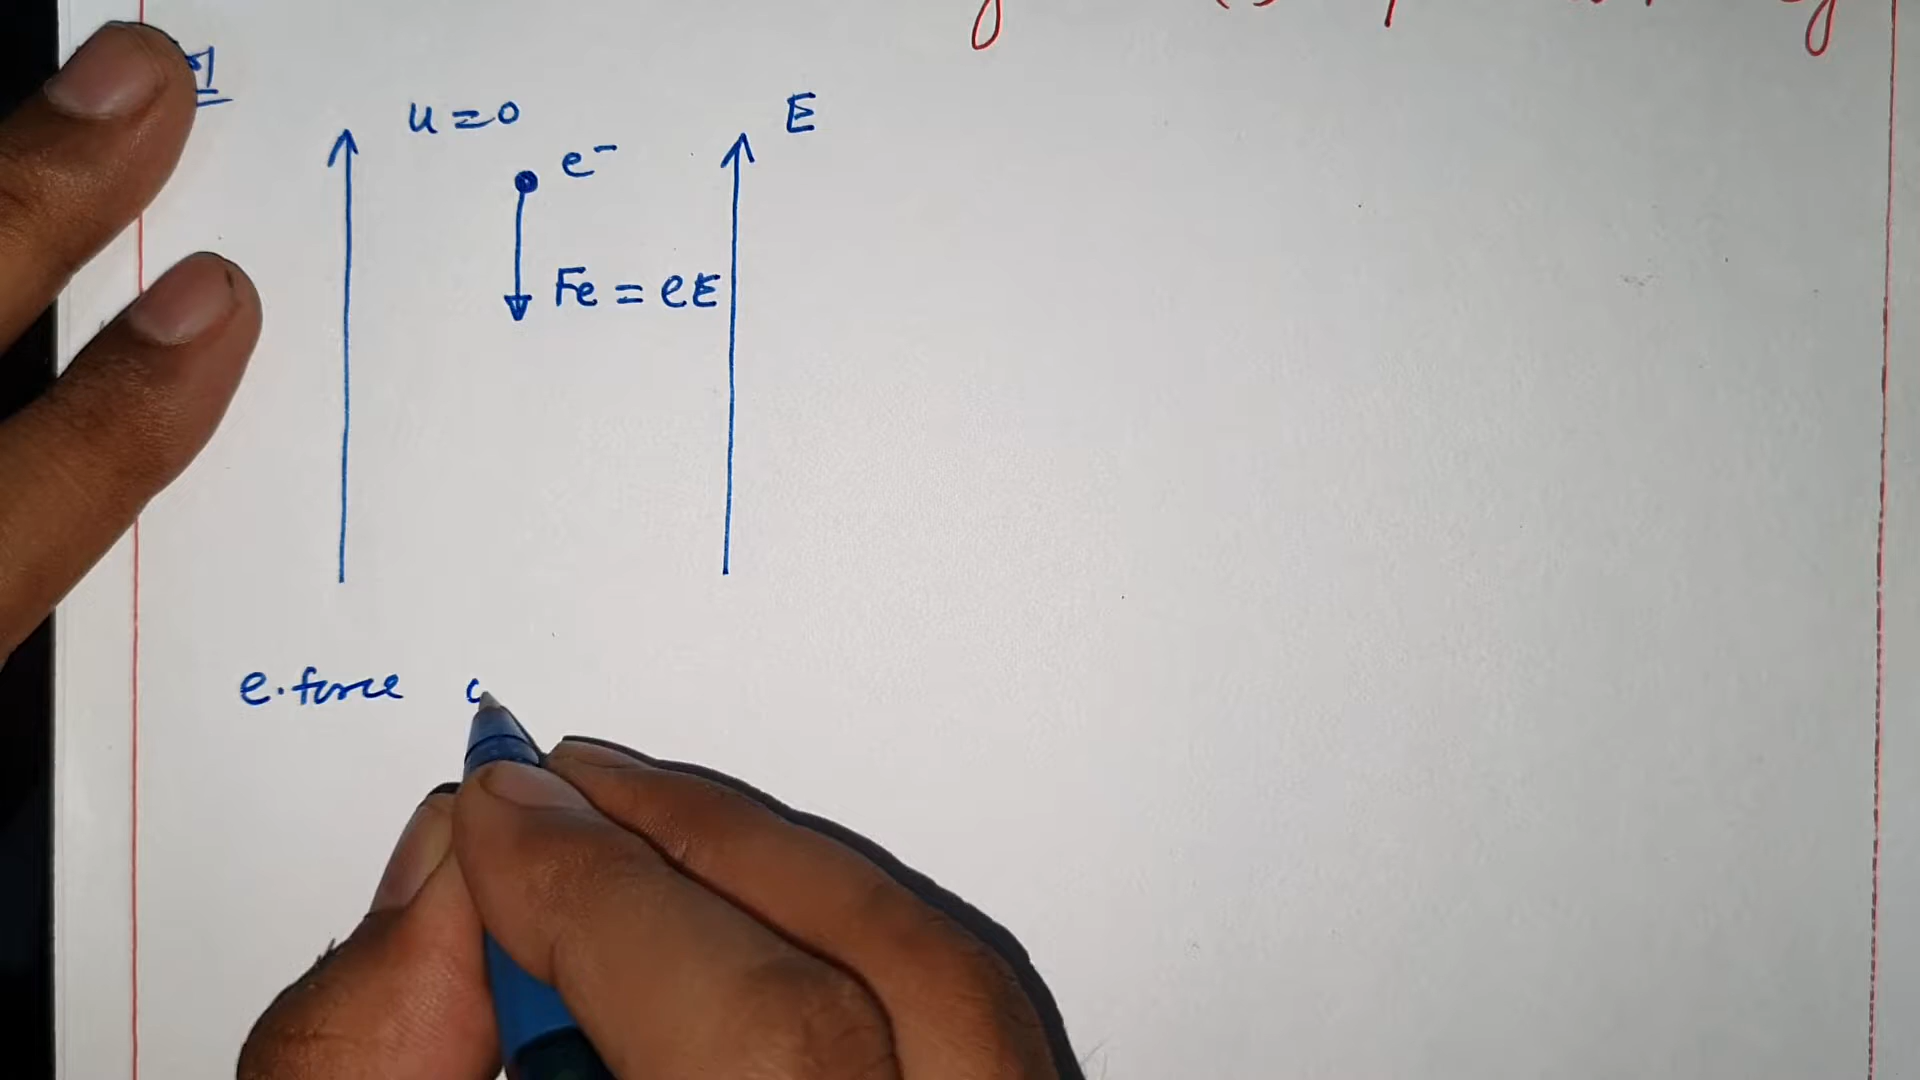 u=0 E
e⁻
Fe = eE
e. force